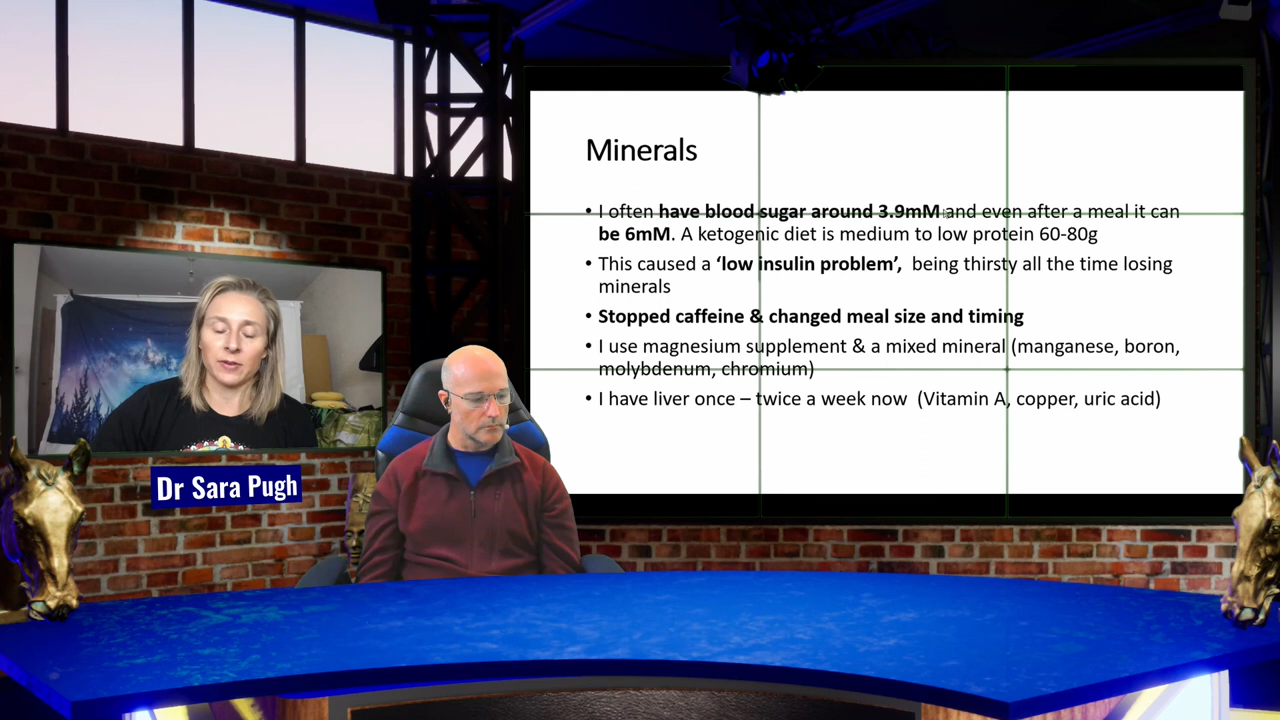 Minerals
• I often have blood sugar around 3.9mM and even after a meal it can
be 6mM. A ketogenic diet is medium to low protein 60-80g
• This caused a ‘low insulin problem’, being thirsty all the time losing
minerals
• Stopped caffeine & changed meal size and timing
• I use magnesium supplement & a mixed mineral (manganese, boron,
molybdenum, chromium)
• I have liver once – twice a week now (Vitamin A, copper, uric acid)
Dr Sara Pugh